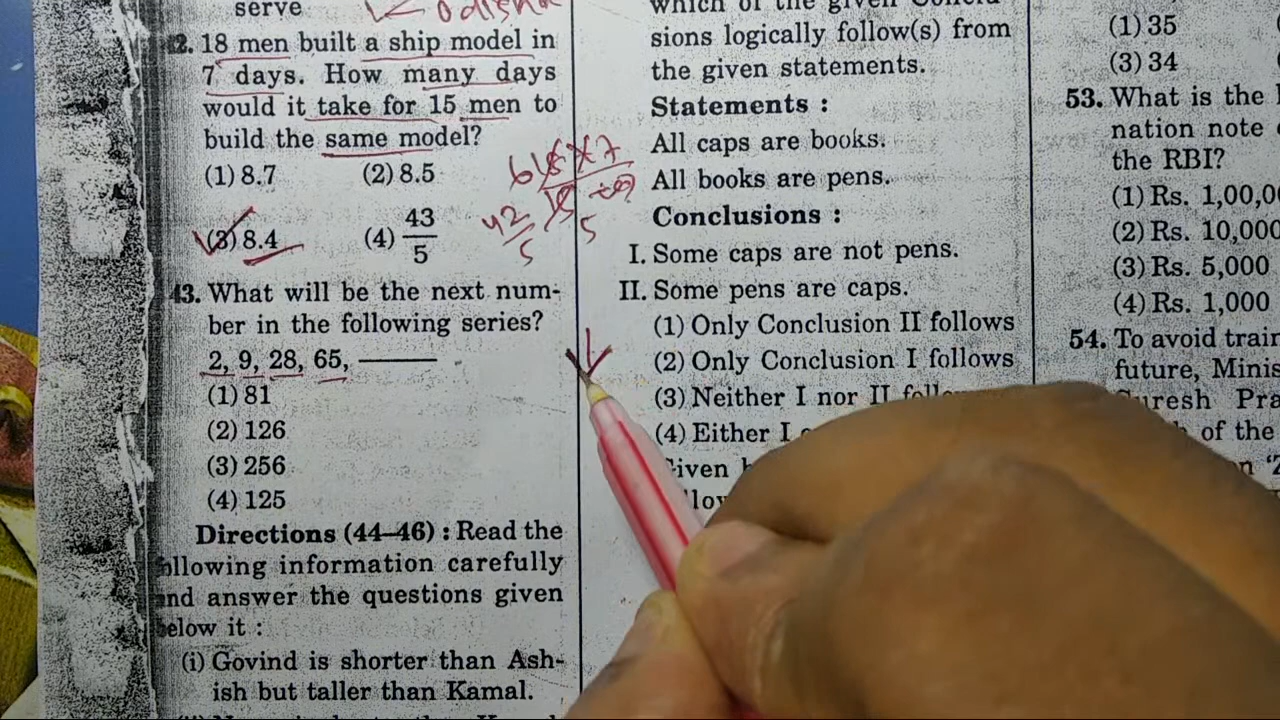 serve
2. 18 men built a ship model in
7 days. How many days
would it take for 15 men to
build the same model?
(1) 8.7 (2) 8.5
(3) 8.4 (4) 43/5
42/5
5
43. What will be the next num-
ber in the following series?
2, 9, 28, 65, ______
(1) 81
(2) 126
(3) 256
(4) 125
Directions (44–46) : Read the
ollowing information carefully
and answer the questions given
elow it :
(i) Govind is shorter than Ash-
ish but taller than Kamal.
which of the given
sions logically follow(s) from
the given statements.
Statements :
All caps are books.
All books are pens.
Conclusions :
I. Some caps are not pens.
II. Some pens are caps.
(1) Only Conclusion II follows
(2) Only Conclusion I follows
(3) Neither I nor II
(4) Either I
(1) 35
(3) 34
53. What is the
nation note
the RBI?
(1) Rs. 1,00,0
(2) Rs. 10,000
(3) Rs. 5,000
(4) Rs. 1,000
54. To avoid train
future, Minis
Suresh Pra
of the